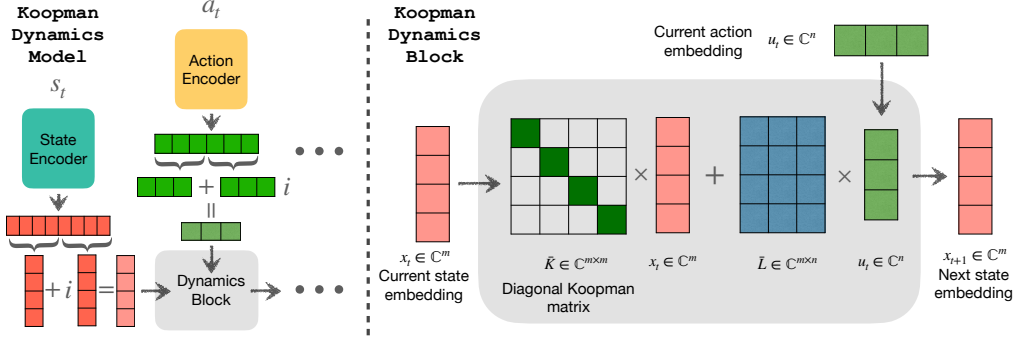 Koopman
Dynamics
Model
a_t
Action
Encoder
s_t
State
Encoder
+ i
=
+ i =
Dynamics
Block
Koopman
Dynamics
Block
Current action
embedding
u_t ∈ ℂ^n
× + ×
x_t ∈ ℂ^m
Current state
embedding
K̄ ∈ ℂ^{m×m}
Diagonal Koopman
matrix
x_t ∈ ℂ^m
L̄ ∈ ℂ^{m×n}
u_t ∈ ℂ^n
x_{t+1} ∈ ℂ^m
Next state
embedding